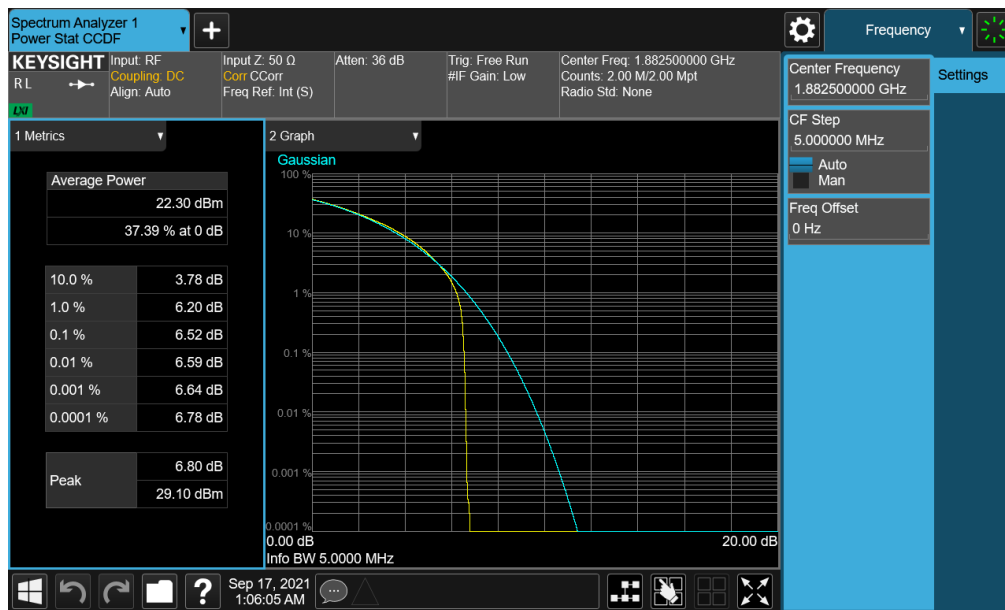 Spectrum Analyzer 1
Power Stat CCDF
+
Frequency
KEYSIGHT
RL
LXI
Input: RF
Coupling: DC
Align: Auto
Input Z: 50 Ω
Corr CCorr
Freq Ref: Int (S)
Atten: 36 dB
Trig: Free Run
#IF Gain: Low
Center Freq: 1.882500000 GHz
Counts: 2.00 M/2.00 Mpt
Radio Std: None
Center Frequency
1.882500000 GHz
Settings
CF Step
5.000000 MHz
Auto
Man
Freq Offset
0 Hz
1 Metrics
Average Power
22.30 dBm
37.39 % at 0 dB
10.0 % 3.78 dB
1.0 % 6.20 dB
0.1 % 6.52 dB
0.01 % 6.59 dB
0.001 % 6.64 dB
0.0001 % 6.78 dB
Peak
6.80 dB
29.10 dBm
2 Graph
Gaussian
100 %
10 %
1 %
0.1 %
0.01 %
0.001 %
0.0001 %
0.00 dB 20.00 dB
Info BW 5.0000 MHz
?
Sep 17, 2021
1:06:05 AM